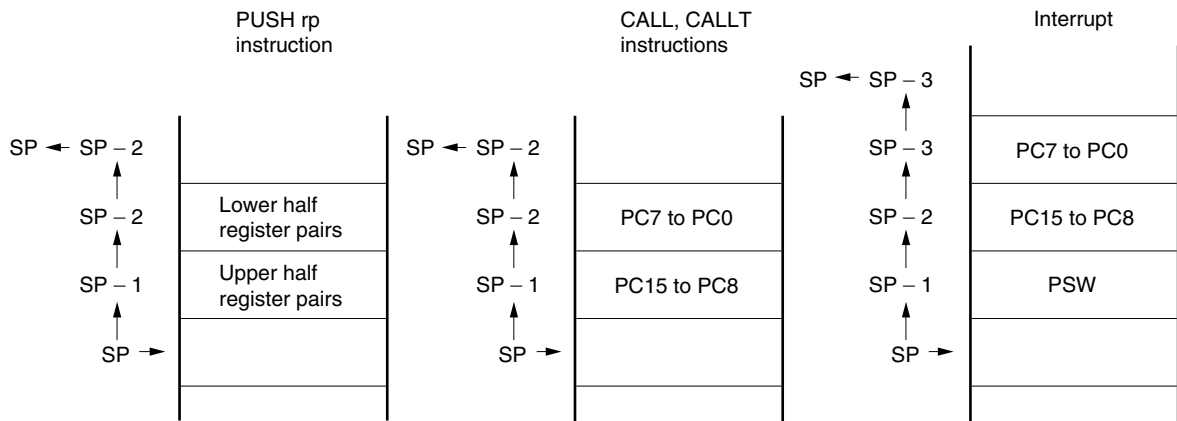 PUSH rp
instruction
SP
SP – 2
SP – 2
Lower half
register pairs
SP – 1
Upper half
register pairs
SP
CALL, CALLT
instructions
SP
SP – 2
SP – 2
PC7 to PC0
SP – 1
PC15 to PC8
SP
Interrupt
SP
SP – 3
SP – 3
PC7 to PC0
SP – 2
PC15 to PC8
SP – 1
PSW
SP